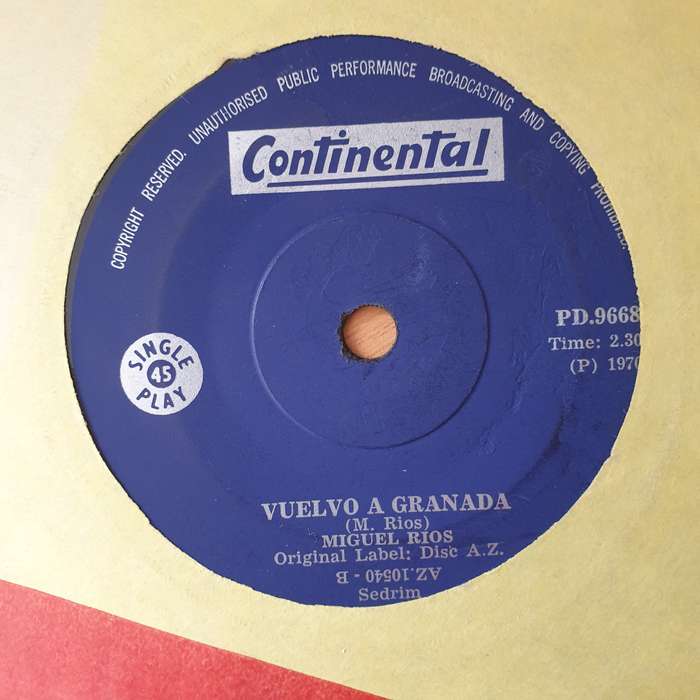 COPYRIGHT RESERVED. UNAUTHORISED PUBLIC PERFORMANCE BROADCASTING AND COPYING PROHIBITED.
Continental
PD.9668
Time: 2.30
(P) 1970
SINGLE
45
PLAY
VUELVO A GRANADA
(M. Rios)
MIGUEL RIOS
Original Label: Disc A.Z.
AZ.10540 - B
Sedrim